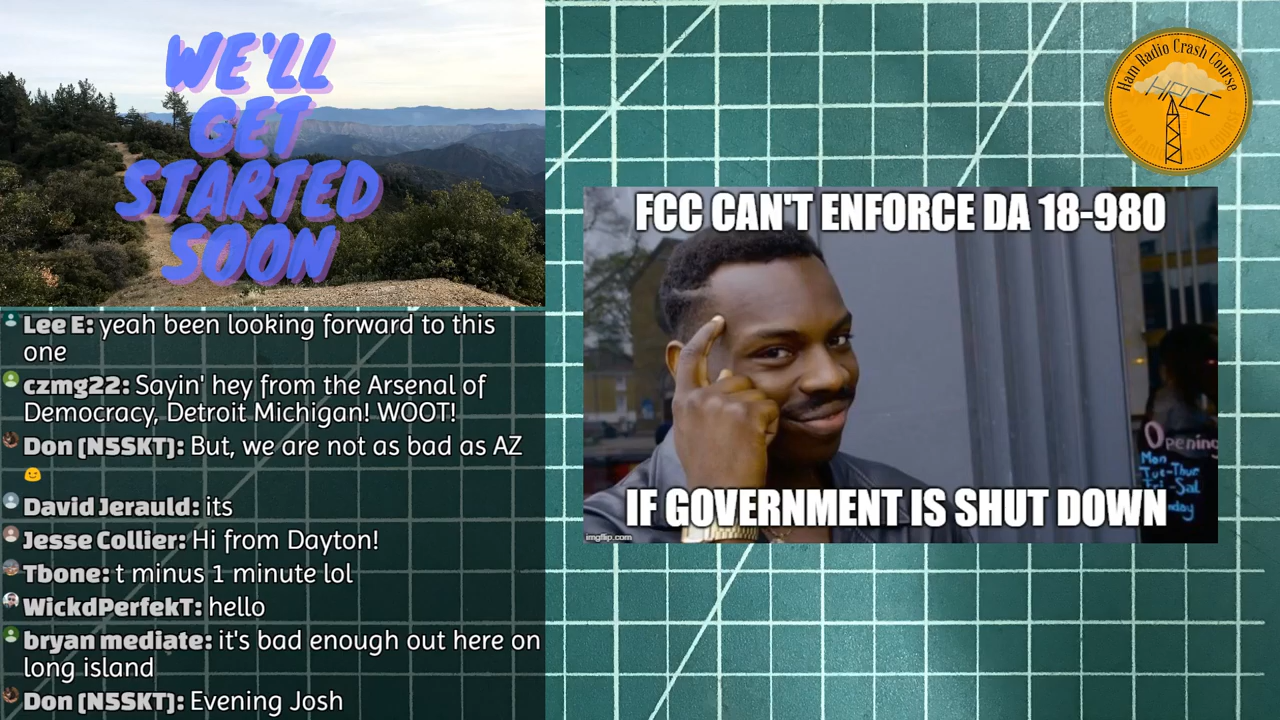 WE'LL
GET
STARTED
SOON
Lee E: yeah been looking forward to this
one
czmg22: Sayin' hey from the Arsenal of
Democracy, Detroit Michigan! WOOT!
Don (N5SKT): But, we are not as bad as AZ
David Jerauld: its
Jesse Collier: Hi from Dayton!
Tbone: t minus 1 minute lol
WickdPerfekT: hello
bryan mediate: it's bad enough out here on
long island
Don (N5SKT): Evening Josh
Ham Radio Crash Course
HRCC
HAM RADIO CRASH COURSE
FCC CAN'T ENFORCE DA 18-980
Opening
Mon
Tue-Thur
Fri-Sat
IF GOVERNMENT IS SHUT DOWN
imgflip.com